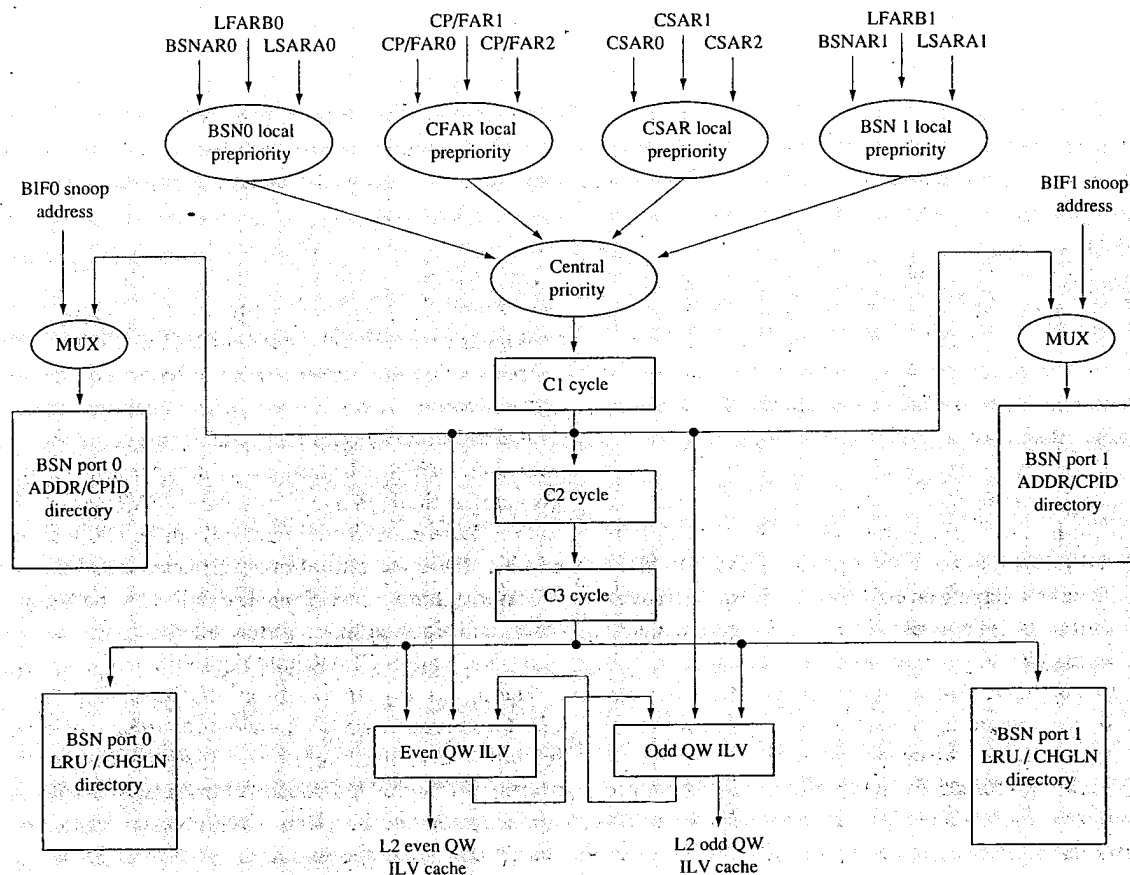 LFARB0
BSNAR0 LSARA0
CP/FAR1
CP/FAR0 CP/FAR2
CSAR1
CSAR0 CSAR2
LFARB1
BSNAR1 LSARA1
BSN0 local
prepriority
CFAR local
prepriority
CSAR local
prepriority
BSN 1 local
prepriority
BIF0 snoop
address
BIF1 snoop
address
Central
priority
MUX
MUX
C1 cycle
BSN port 0
ADDR/CPID
directory
BSN port 1
ADDR/CPID
directory
C2 cycle
C3 cycle
BSN port 0
LRU / CHGLN
directory
Even QW ILV
Odd QW ILV
BSN port 1
LRU / CHGLN
directory
L2 even QW
ILV cache
L2 odd QW
ILV cache